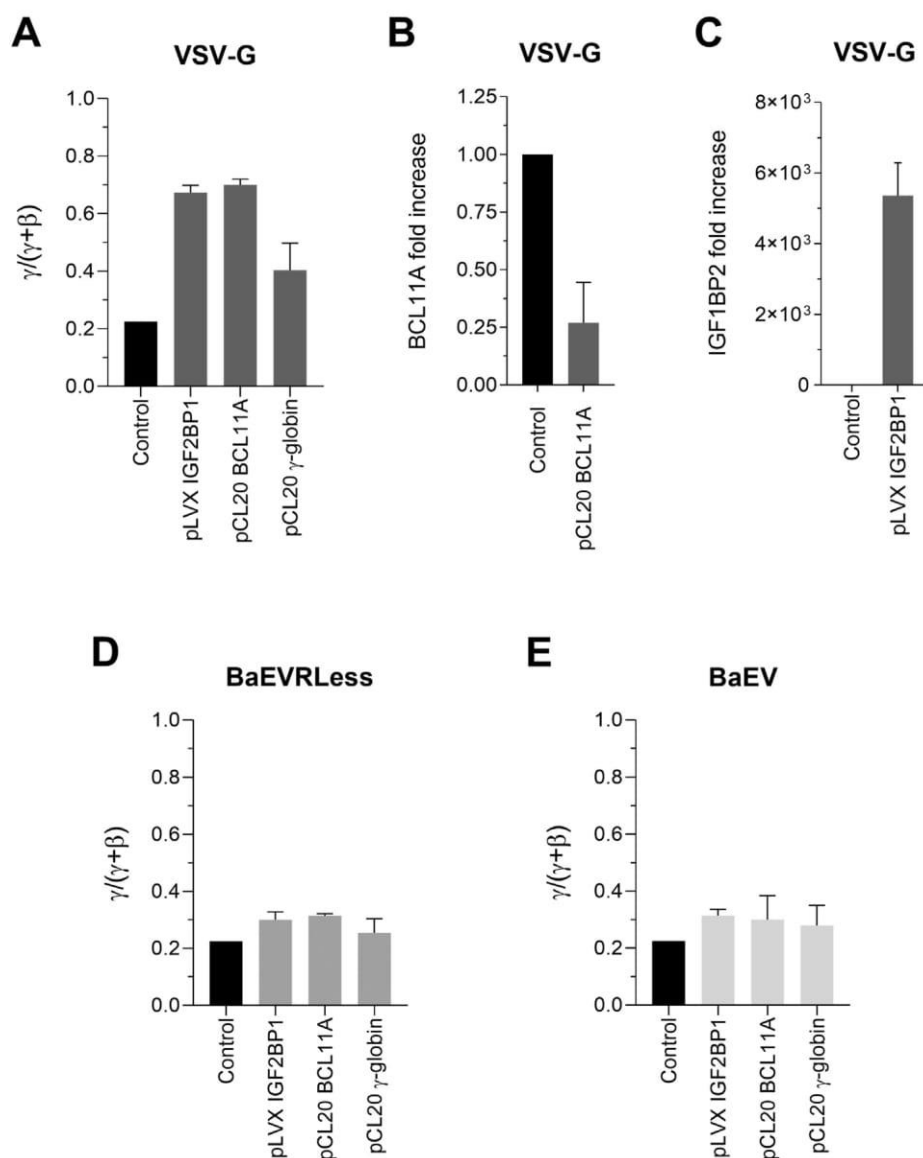 A
VSV-G
γ/(γ+β)
1.0
0.8
0.6
0.4
0.2
0.0
Control
pLVX IGF2BP1
pCL20 BCL11A
pCL20 γ-globin
B
VSV-G
BCL11A fold increase
1.25
1.00
0.75
0.50
0.25
0.00
Control
pCL20 BCL11A
C
VSV-G
IGF1BP2 fold increase
8×10³
6×10³
4×10³
2×10³
0
Control
pLVX IGF2BP1
D
BaEVRLess
γ/(γ+β)
1.0
0.8
0.6
0.4
0.2
0.0
Control
pLVX IGF2BP1
pCL20 BCL11A
pCL20 γ-globin
E
BaEV
γ/(γ+β)
1.0
0.8
0.6
0.4
0.2
0.0
Control
pLVX IGF2BP1
pCL20 BCL11A
pCL20 γ-globin